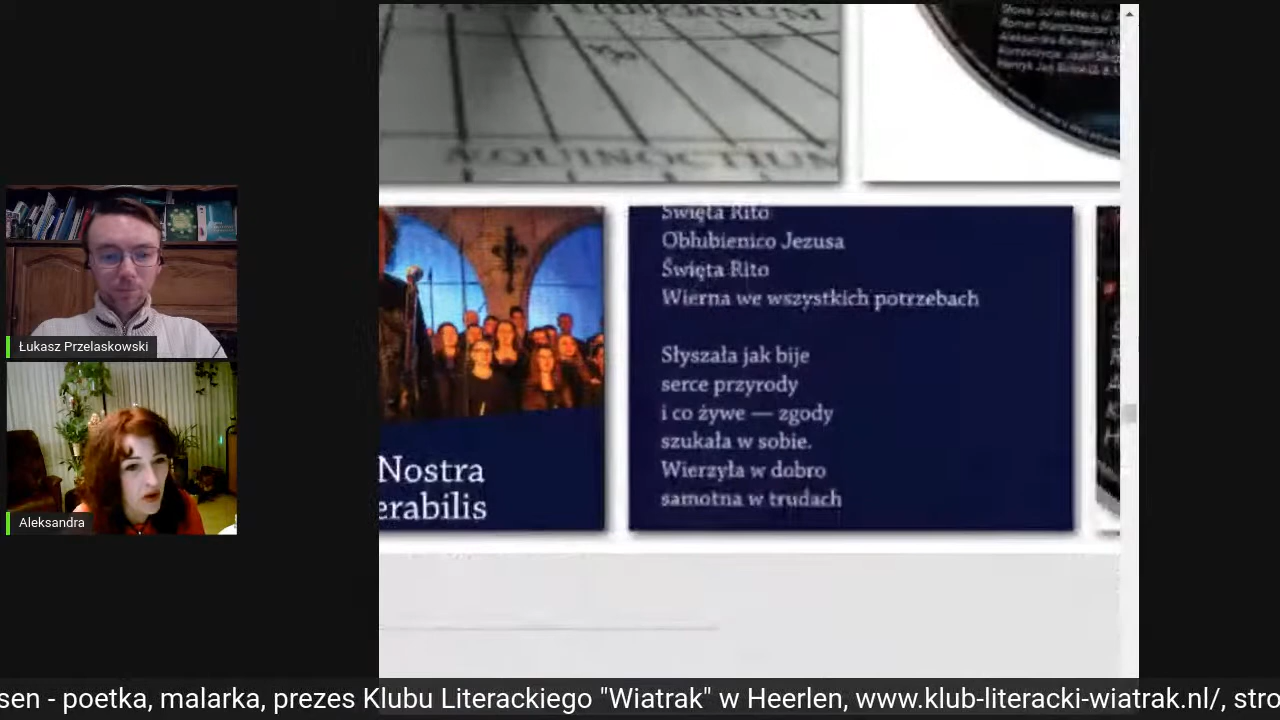 AEQUINOCTIUM
Święta Rito
Oblubienico Jezusa
Święta Rito
Wierna we wszystkich potrzebach
Słyszała jak bije
serce przyrody
i co żywe — zgody
szukała w sobie.
Wierzyła w dobro
samotna w trudach
Nostra
erabilis
Łukasz Przelaskowski
Aleksandra
sen - poetka, malarka, prezes Klubu Literackiego "Wiatrak" w Heerlen, www.klub-literacki-wiatrak.nl/, stro